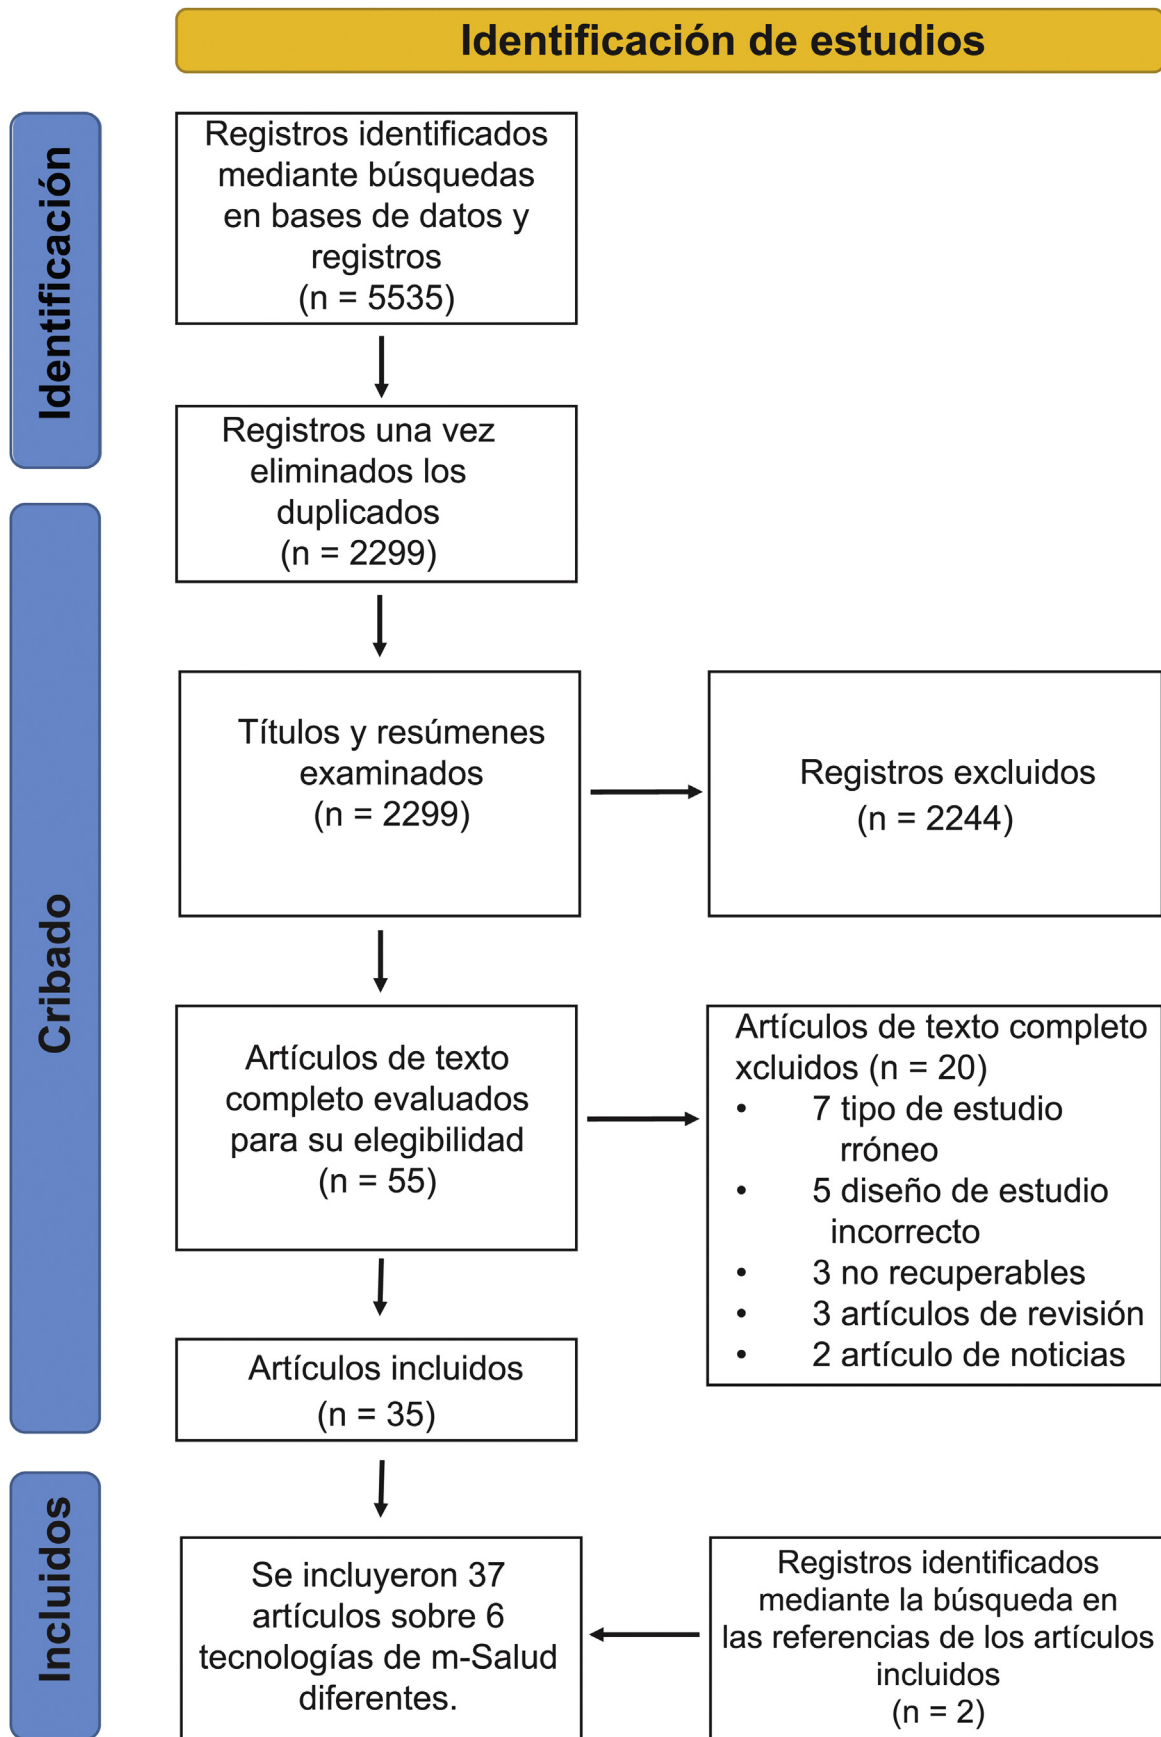 Identificación de estudios
Identificación
Registros identificados
mediante búsquedas
en bases de datos y
registros
(n = 5535)
Registros una vez
eliminados los
duplicados
(n = 2299)
Cribado
Títulos y resúmenes
examinados
(n = 2299)
Registros excluidos
(n = 2244)
Artículos de texto
completo evaluados
para su elegibilidad
(n = 55)
Artículos de texto completo
xcluidos (n = 20)
• 7 tipo de estudio
rróneo
• 5 diseño de estudio
incorrecto
• 3 no recuperables
• 3 artículos de revisión
• 2 artículo de noticias
Artículos incluidos
(n = 35)
Incluidos
Se incluyeron 37
artículos sobre 6
tecnologías de m-Salud
diferentes.
Registros identificados
mediante la búsqueda en
las referencias de los artículos
incluidos
(n = 2)